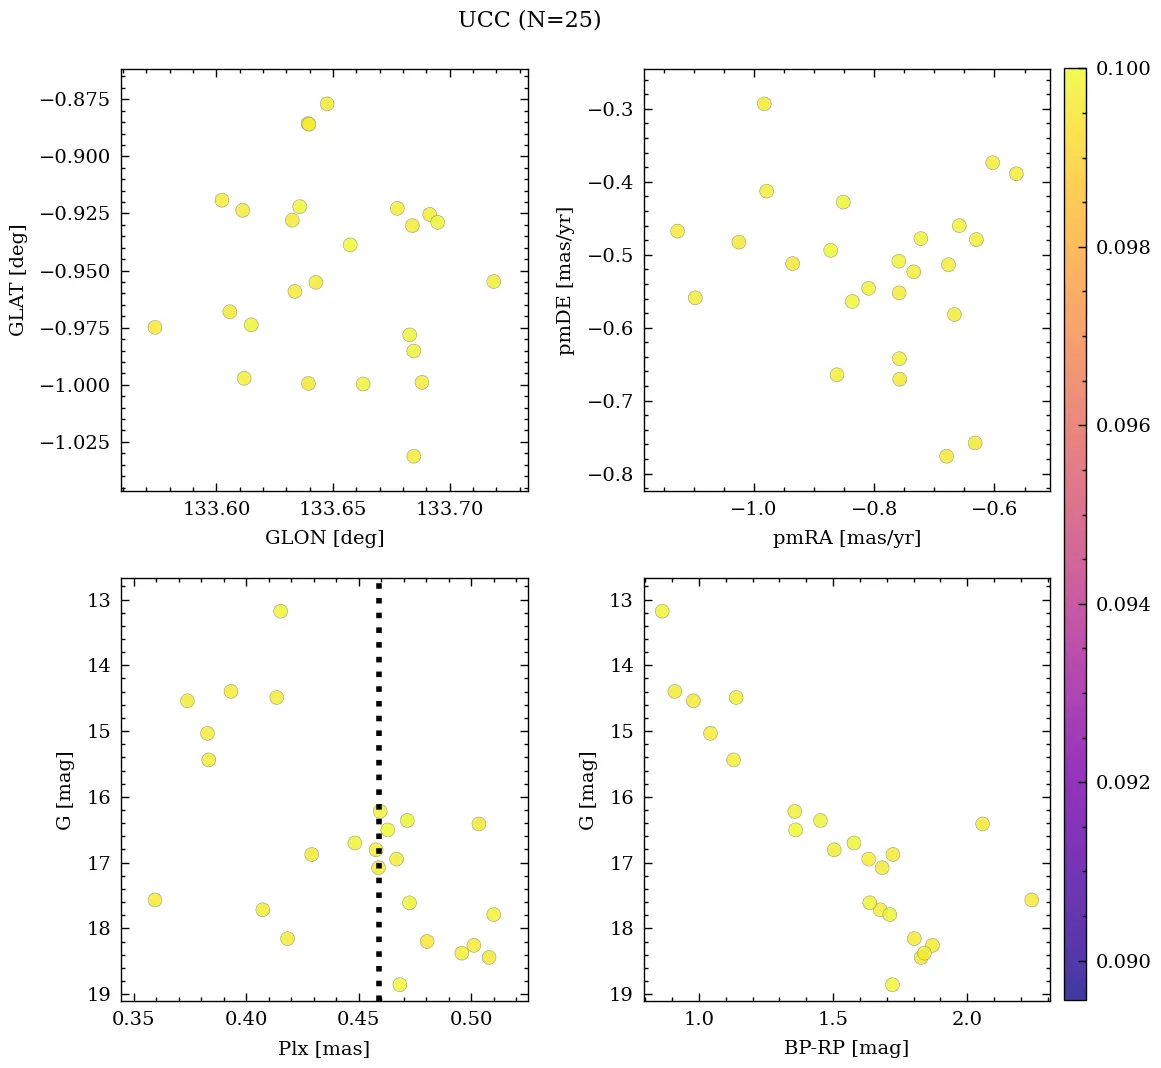 UCC (N=25)
−0.875
−0.900
−0.925
−0.950
−0.975
−1.000
−1.025
GLAT [deg]
133.60 133.65 133.70
GLON [deg]
−0.3
−0.4
−0.5
−0.6
−0.7
−0.8
pmDE [mas/yr]
−1.0 −0.8 −0.6
pmRA [mas/yr]
0.100
0.098
0.096
0.094
0.092
0.090
13
14
15
16
17
18
19
G [mag]
0.35 0.40 0.45 0.50
Plx [mas]
13
14
15
16
17
18
19
G [mag]
1.0 1.5 2.0
BP-RP [mag]